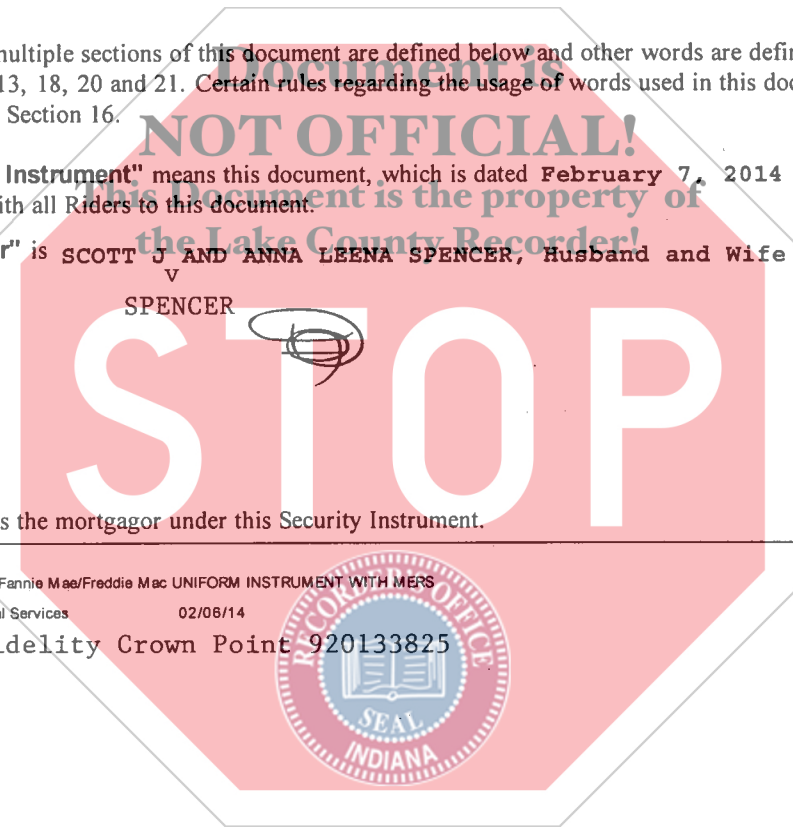 multiple sections of this document are defined below and other words are defin
Document is
13, 18, 20 and 21. Certain rules regarding the usage of words used in this doc
Section 16.
NOT OFFICIAL!
Instrument" means this document, which is dated February 7, 2014
This Document is the property of
ith all Riders to this document.
the Lake County Recorder!
r" is SCOTT J AND ANNA LEENA SPENCER, Husband and Wife
V
SPENCER
STOP
s the mortgagor under this Security Instrument.
Fannie Mae/Freddie Mac UNIFORM INSTRUMENT WITH MERS
al Services 02/06/14
idelity Crown Point 920133825
RECORDER'S OFFICE
SEAL
INDIANA